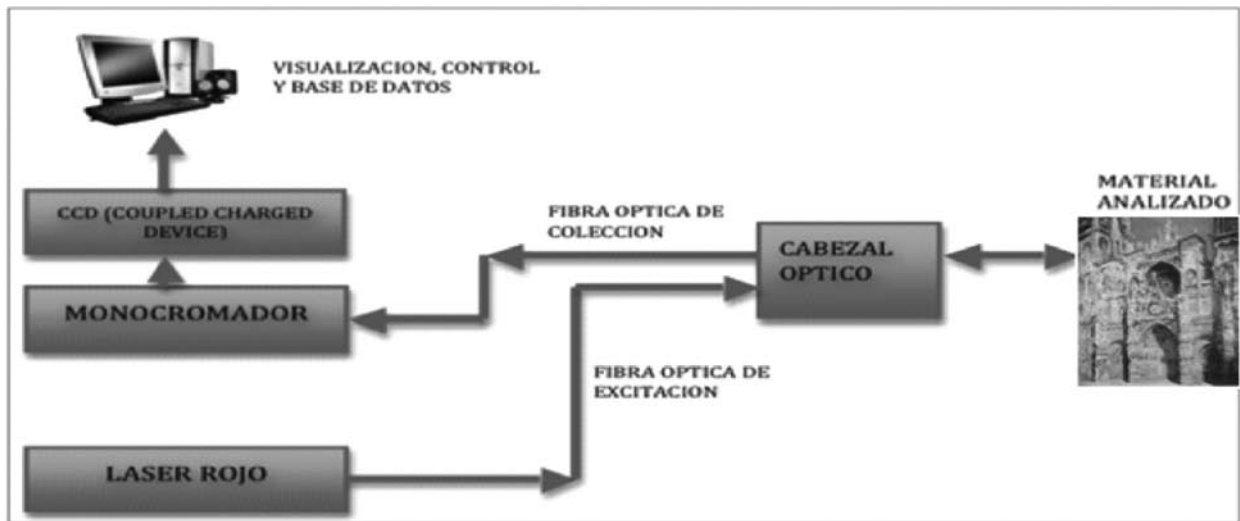 VISUALIZACION, CONTROL
Y BASE DE DATOS
CCD (COUPLED CHARGED
DEVICE)
MONOCROMADOR
LASER ROJO
FIBRA OPTICA DE
COLECCION
FIBRA OPTICA DE
EXCITACION
CABEZAL
OPTICO
MATERIAL
ANALIZADO